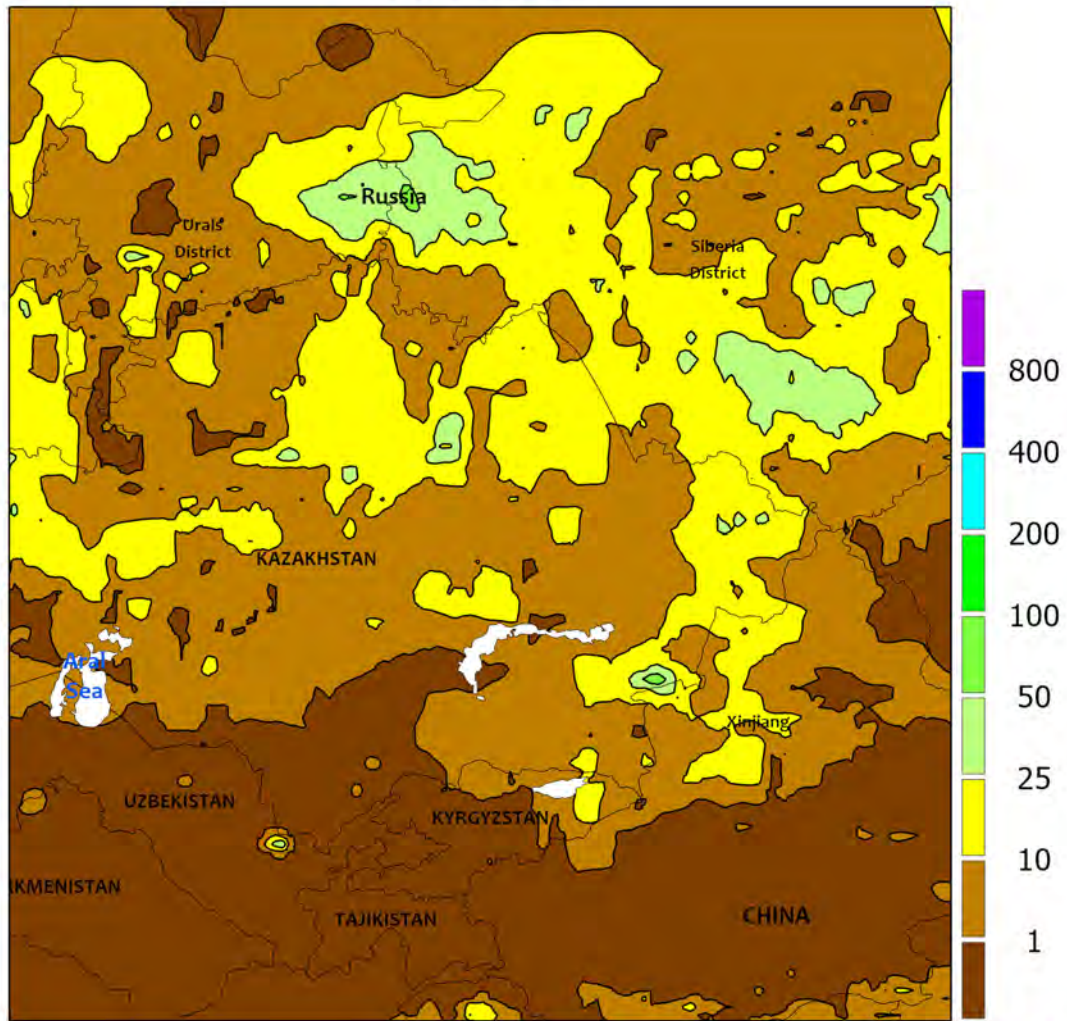 Russia
Urals
District
Siberia
District
KAZAKHSTAN
Aral
Sea
Xinjiang
UZBEKISTAN
KYRGYZSTAN
KMENISTAN
TAJIKISTAN
CHINA
800
400
200
100
50
25
10
1